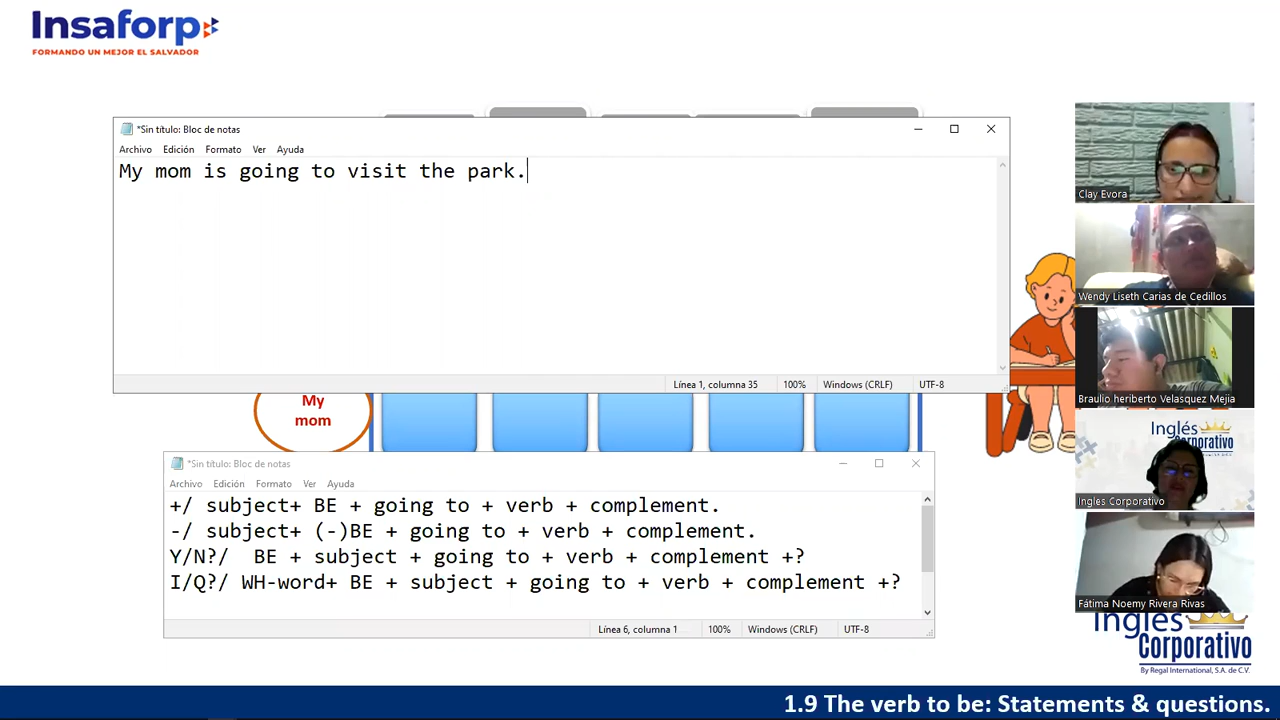 Insaforp
FORMANDO UN MEJOR EL SALVADOR
*Sin título: Bloc de notas
Archivo Edición Formato Ver Ayuda
My mom is going to visit the park.
Línea 1, columna 35 100% Windows (CRLF) UTF-8
My
mom
*Sin título: Bloc de notas
Archivo Edición Formato Ver Ayuda
+/ subject+ BE + going to + verb + complement.
-/ subject+ (-)BE + going to + verb + complement.
Y/N?/  BE + subject + going to + verb + complement +?
I/Q?/ WH-word+ BE + subject + going to + verb + complement +?
Línea 6, columna 1 100% Windows (CRLF) UTF-8
Clay Evora
Wendy Liseth Carias de Cedillos
Braulio heriberto Velasquez Mejia
Inglés
Corporativo
Ingles Corporativo
Fátima Noemy Rivera Rivas
Inglés
Corporativo
By Regal International, S.A. de C.V.
1.9 The verb to be: Statements & questions.